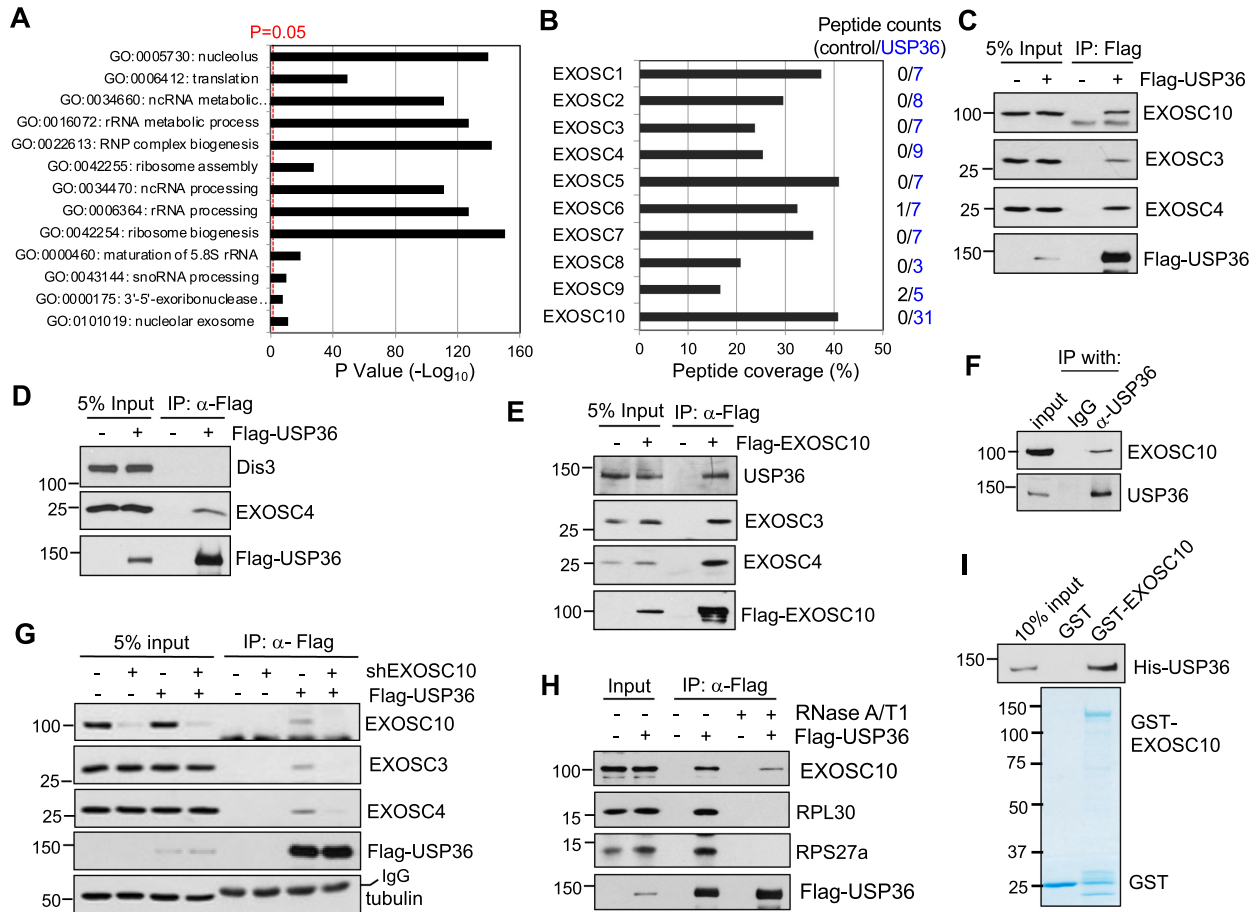 A
P=0.05
GO:0005730: nucleolus
GO:0006412: translation
GO:0034660: ncRNA metabolic..
GO:0016072: rRNA metabolic process
GO:0022613: RNP complex biogenesis
GO:0042255: ribosome assembly
GO:0034470: ncRNA processing
GO:0006364: rRNA processing
GO:0042254: ribosome biogenesis
GO:0000460: maturation of 5.8S rRNA
GO:0043144: snoRNA processing
GO:0000175: 3'-5'-exoribonuclease..
GO:0101019: nucleolar exosome
0 40 80 120 160
P Value (-Log10)
B
Peptide counts
(control/USP36)
EXOSC1 0/7
EXOSC2 0/8
EXOSC3 0/7
EXOSC4 0/9
EXOSC5 0/7
EXOSC6 1/7
EXOSC7 0/7
EXOSC8 0/3
EXOSC9 2/5
EXOSC10 0/31
0 10 20 30 40 50
Peptide coverage (%)
C
5% Input IP: Flag
- + - + Flag-USP36
100 EXOSC10
25 EXOSC3
25 EXOSC4
150 Flag-USP36
D
5% Input IP: α-Flag
- + - + Flag-USP36
100 Dis3
25 EXOSC4
150 Flag-USP36
E
5% Input IP: α-Flag
- + - + Flag-EXOSC10
150 USP36
25 EXOSC3
25 EXOSC4
100 Flag-EXOSC10
F
IP with:
input IgG α-USP36
100 EXOSC10
150 USP36
G
5% input IP: α- Flag
- + - + - + - + shEXOSC10
- - + + - - + + Flag-USP36
100 EXOSC10
25 EXOSC3
25 EXOSC4
150 Flag-USP36
IgG
50 tubulin
H
Input IP: α-Flag
- - - - + + RNase A/T1
- + - + - + Flag-USP36
100 EXOSC10
15 RPL30
15 RPS27a
150 Flag-USP36
I
10% input GST GST-EXOSC10
150 His-USP36
150
100
75
50
37
25
GST-
EXOSC10
GST